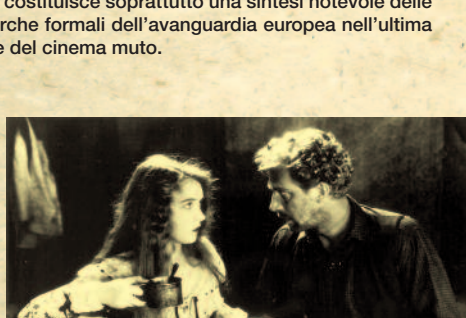 costituisce soprattutto una sintesi notevole delle
rche formali dell'avanguardia europea nell'ultima
e del cinema muto.